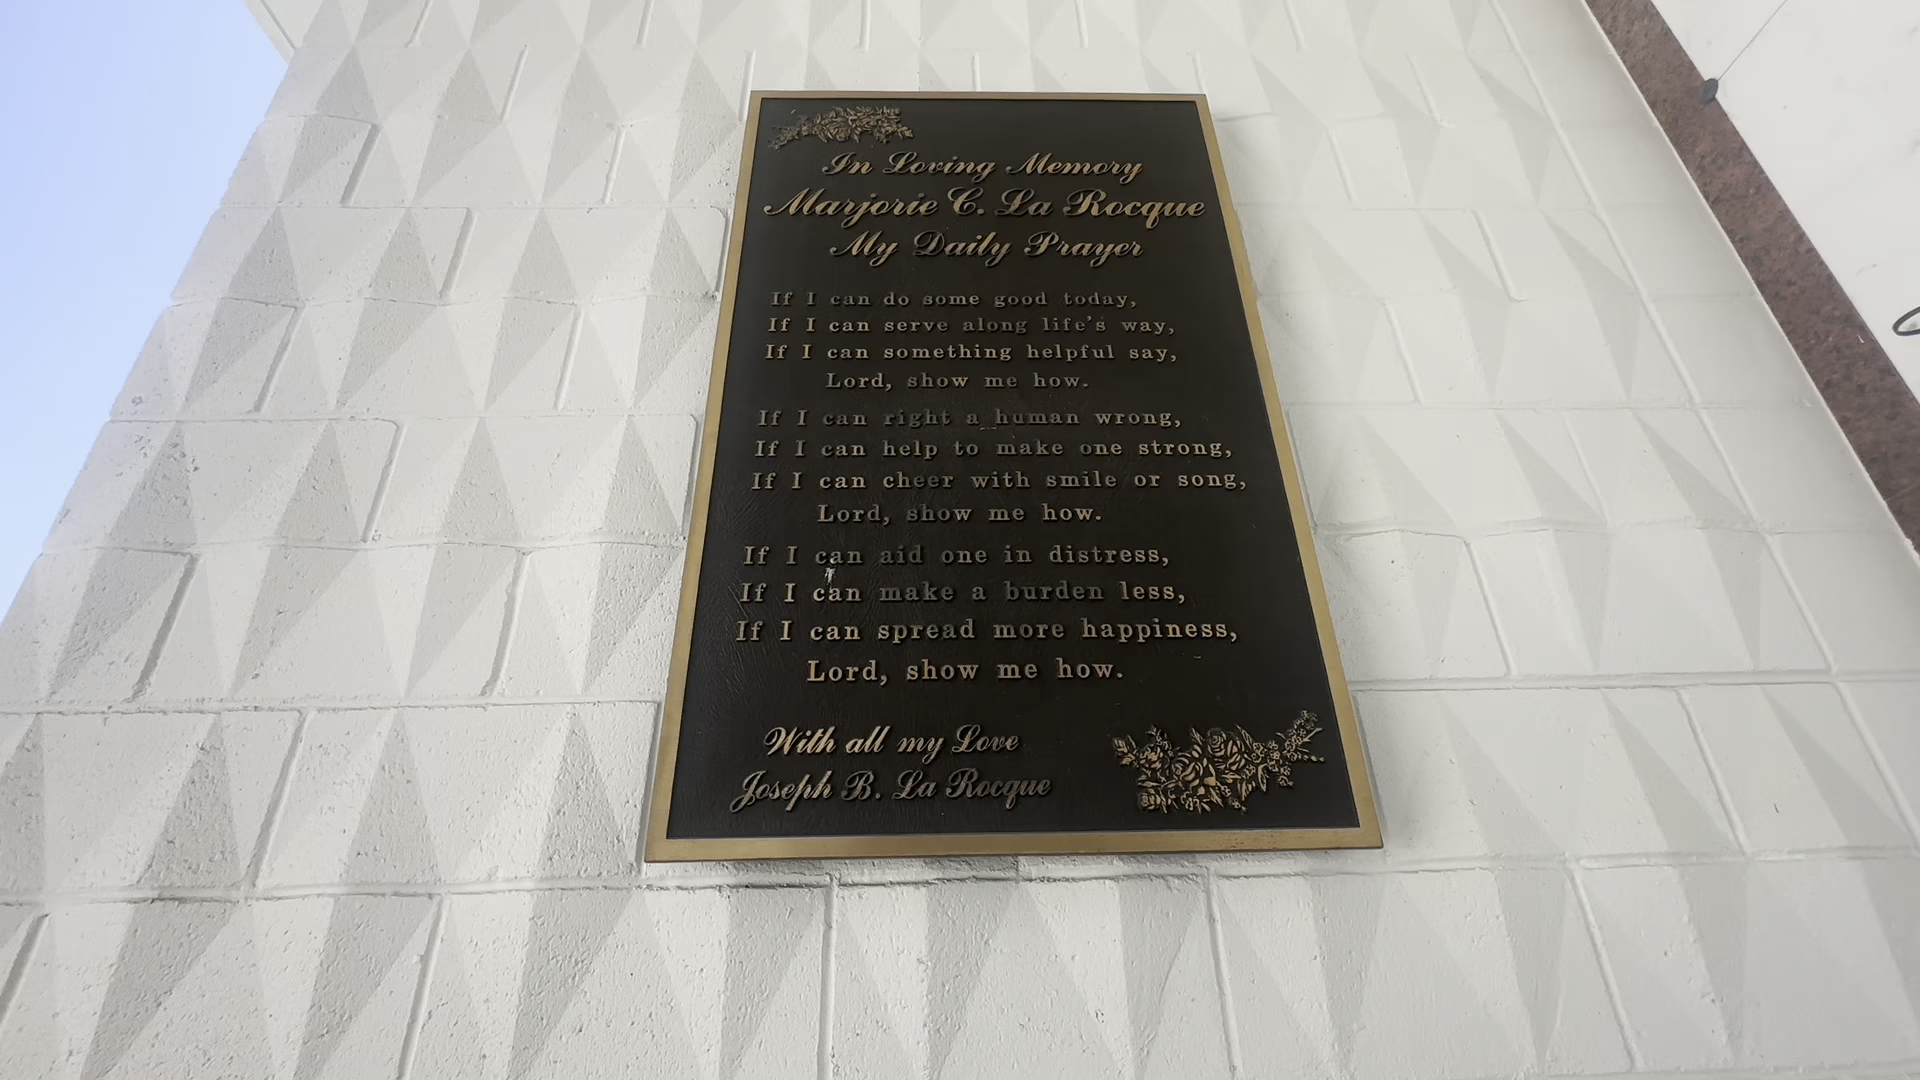 In Loving Memory
Marjorie C. La Rocque
My Daily Prayer
If I can do some good today,
If I can serve along life's way,
If I can something helpful say,
Lord, show me how.
If I can right a human wrong,
If I can help to make one strong,
If I can cheer with smile or song,
Lord, show me how.
If I can aid one in distress,
If I can make a burden less,
If I can spread more happiness,
Lord, show me how.
With all my Love
Joseph B. La Rocque